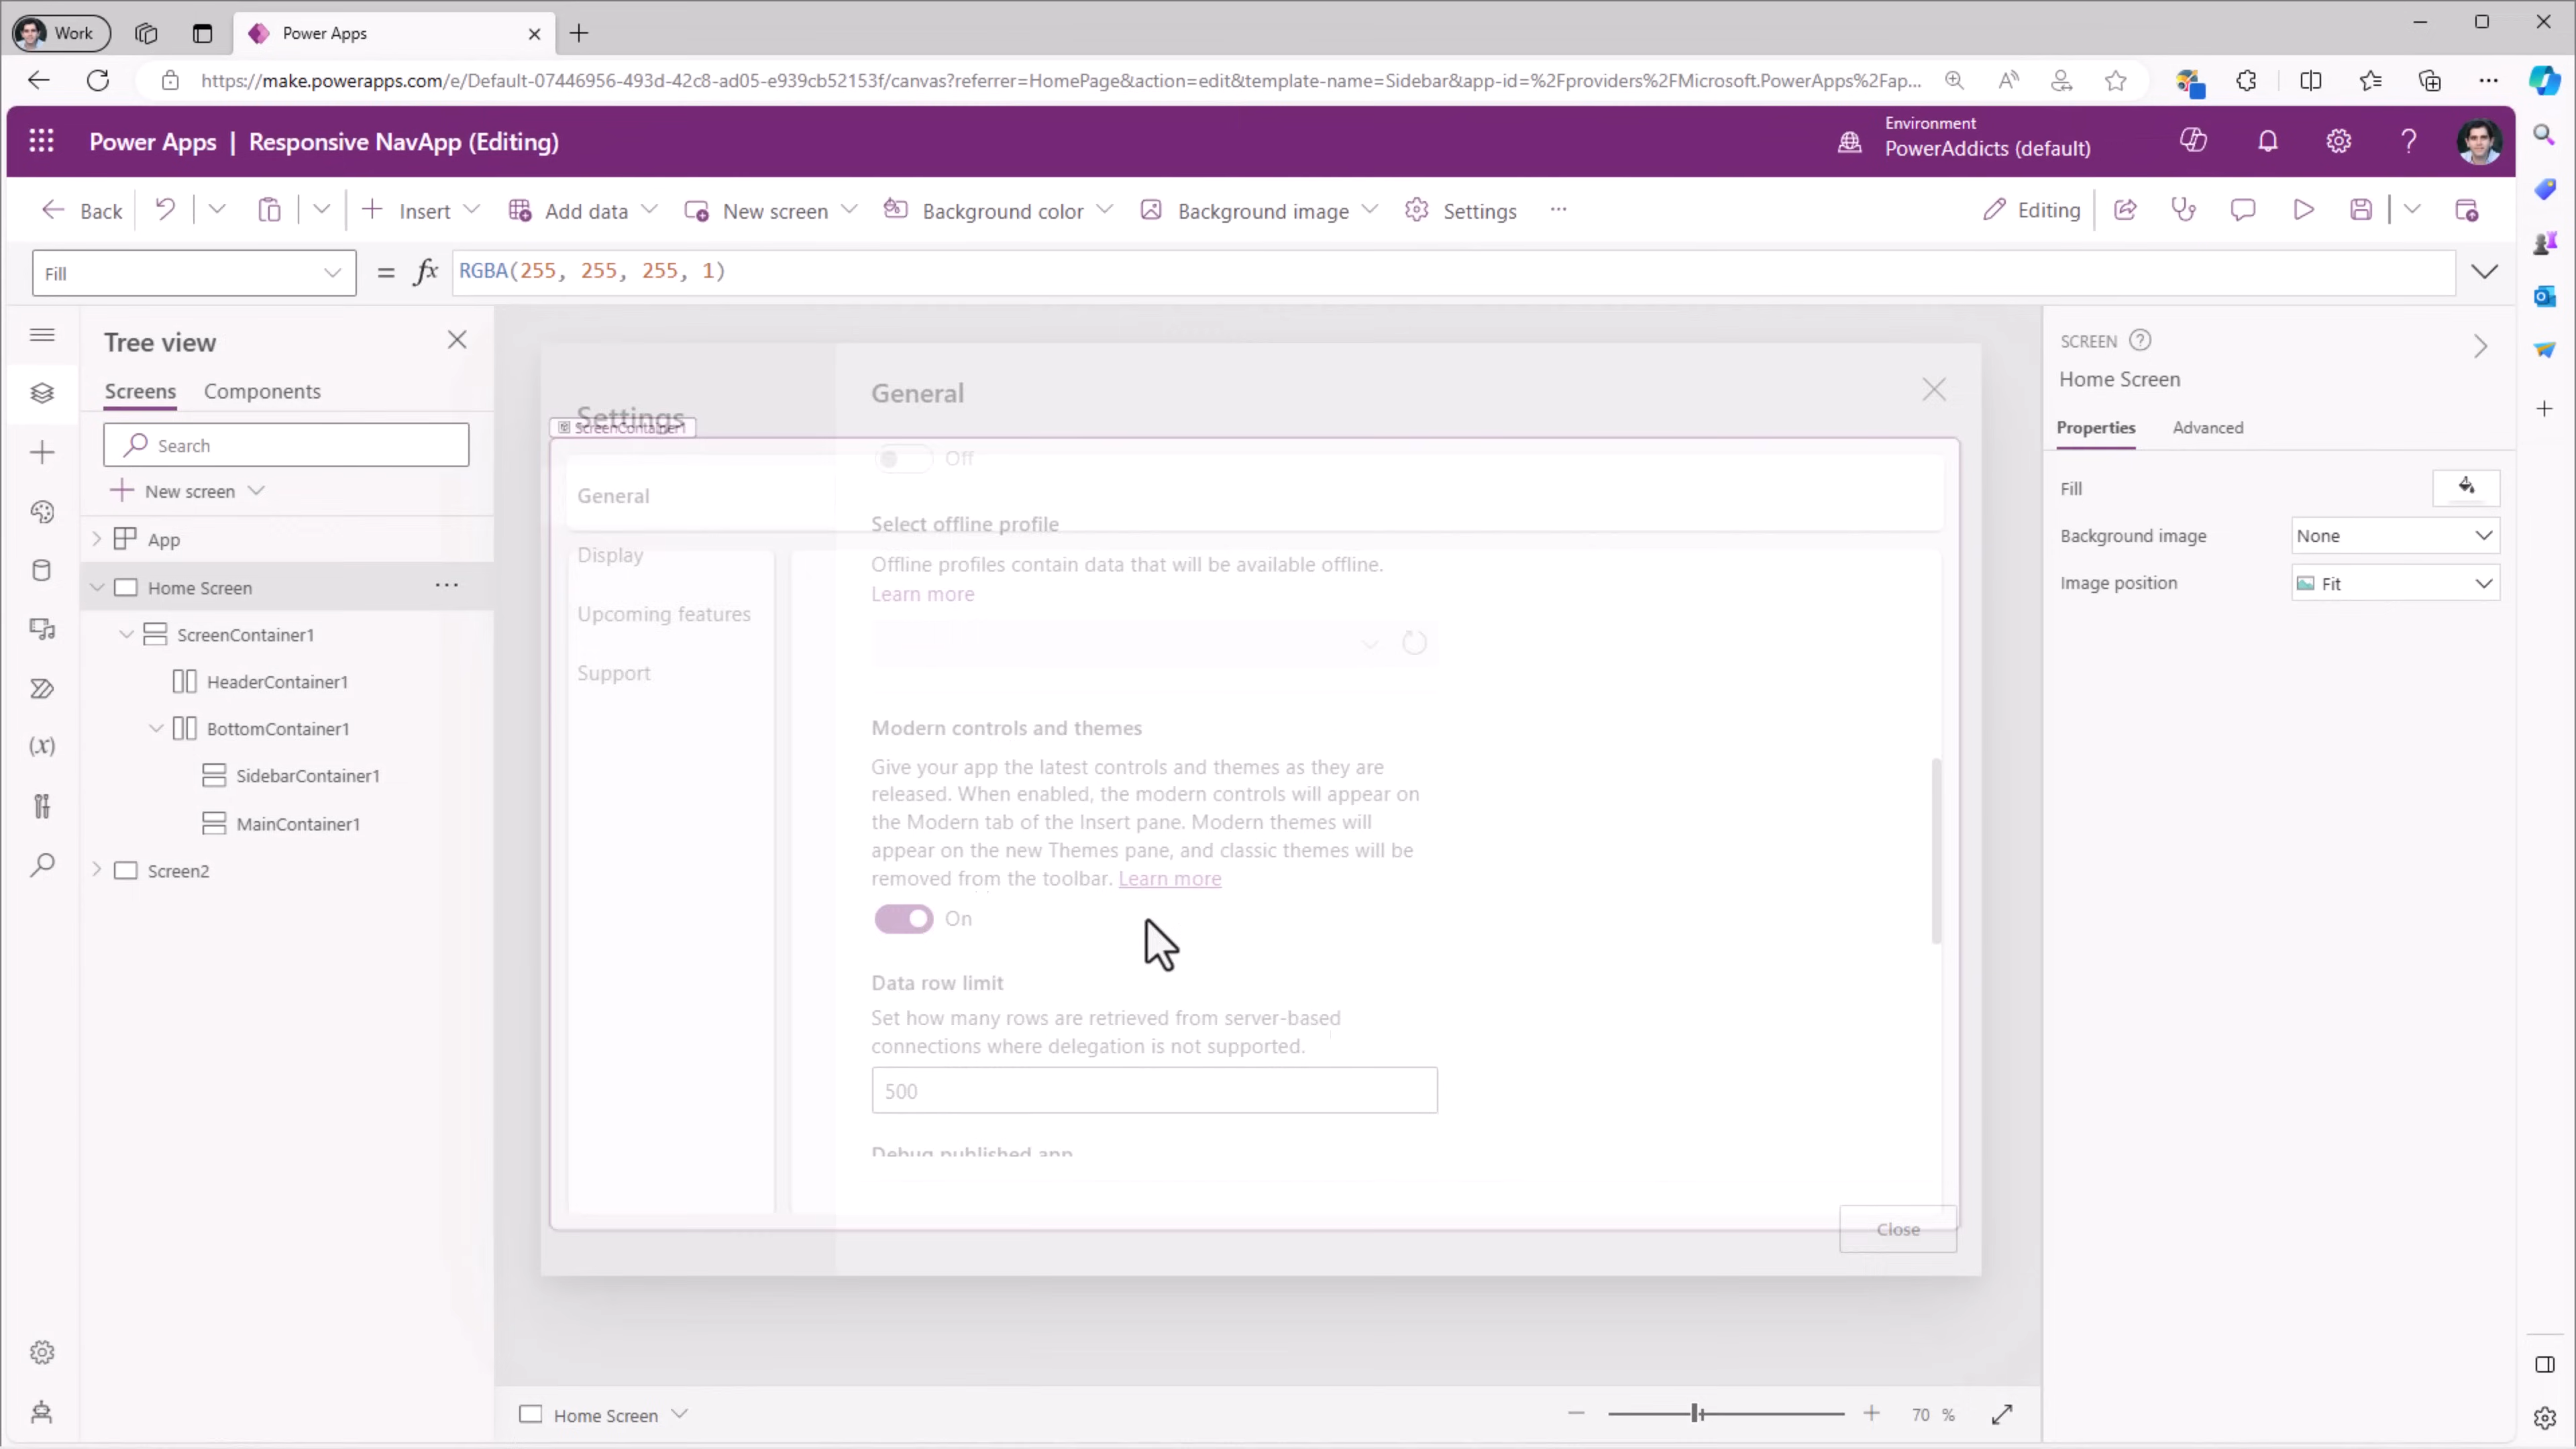 Work
Power Apps
https://make.powerapps.com/e/Default-07446956-493d-42c8-ad05-e939cb52153f/canvas?referrer=HomePage&action=edit&template-name=Sidebar&app-id=%2Fproviders%2FMicrosoft.PowerApps%2Fap...
Power Apps | Responsive NavApp (Editing)
Environment
PowerAddicts (default)
Back
Insert
Add data
New screen
Background color
Background image
Settings
Editing
Fill
= fx RGBA(255, 255, 255, 1)
Tree view
Screens
Components
Search
New screen
App
Home Screen
ScreenContainer1
HeaderContainer1
BottomContainer1
SidebarContainer1
MainContainer1
Screen2
Settings
ScreenContainer1
General
Display
Upcoming features
Support
General
Off
Select offline profile
Offline profiles contain data that will be available offline.
Learn more
Modern controls and themes
Give your app the latest controls and themes as they are
released. When enabled, the modern controls will appear on
the Modern tab of the Insert pane. Modern themes will
appear on the new Themes pane, and classic themes will be
removed from the toolbar. Learn more
On
Data row limit
Set how many rows are retrieved from server-based
connections where delegation is not supported.
500
Debug published app
Close
SCREEN
Home Screen
Properties
Advanced
Fill
Background image
None
Image position
Fit
Home Screen
70 %